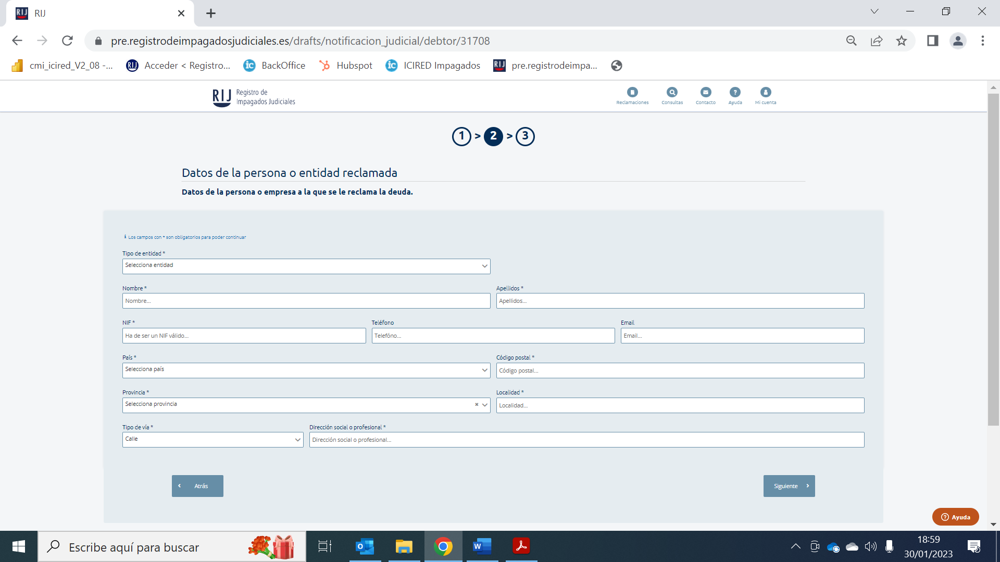 RIJ
pre.registrodeimpagadosjudiciales.es/drafts/notificacion_judicial/debtor/31708
cmi_icired_V2_08 -... Acceder < Registro... BackOffice Hubspot ICIRED Impagados pre.registrodeimpa...
RIJ Registro de
Impagados Judiciales
Reclamaciones Consultas Contacto Ayuda Mi cuenta
1 > 2 > 3
Datos de la persona o entidad reclamada
Datos de la persona o empresa a la que se le reclama la deuda.
Los campos con * son obligatorios para poder continuar
Tipo de entidad *
Selecciona entidad
Nombre * Apellidos *
Nombre... Apellidos...
NIF * Teléfono Email
Ha de ser un NIF válido... Telefóno... Email...
País * Código postal *
Selecciona país Código postal...
Provincia * Localidad *
Selecciona provincia Localidad...
Tipo de vía * Dirección social o profesional *
Calle Dirección social o profesional...
Atrás Siguiente
Ayuda
Escribe aquí para buscar
18:59
30/01/2023